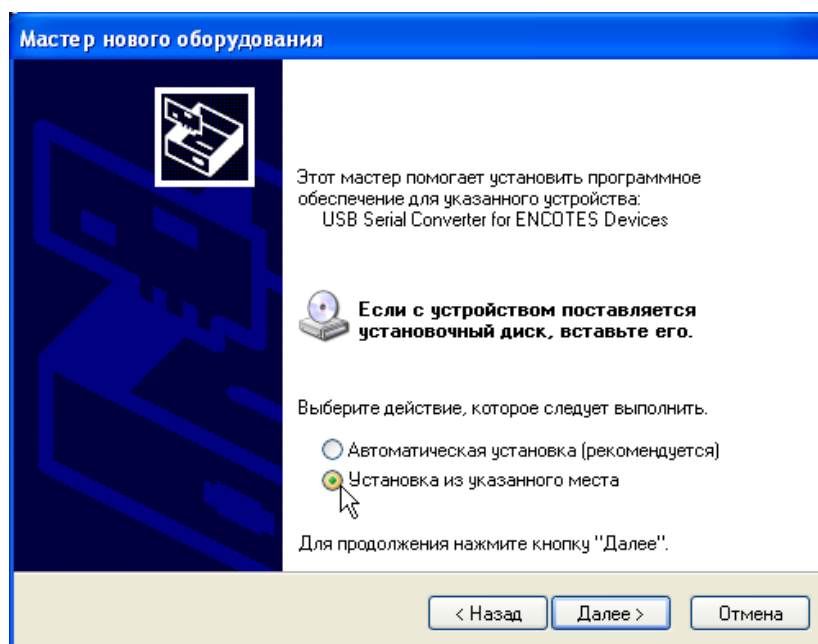 Мастер нового оборудования
Этот мастер помогает установить программное
обеспечение для указанного устройства:
USB Serial Converter for ENCOTES Devices
Если с устройством поставляется
установочный диск, вставьте его.
Выберите действие, которое следует выполнить.
Автоматическая установка (рекомендуется)
Установка из указанного места
Для продолжения нажмите кнопку "Далее".
< Назад Далее > Отмена